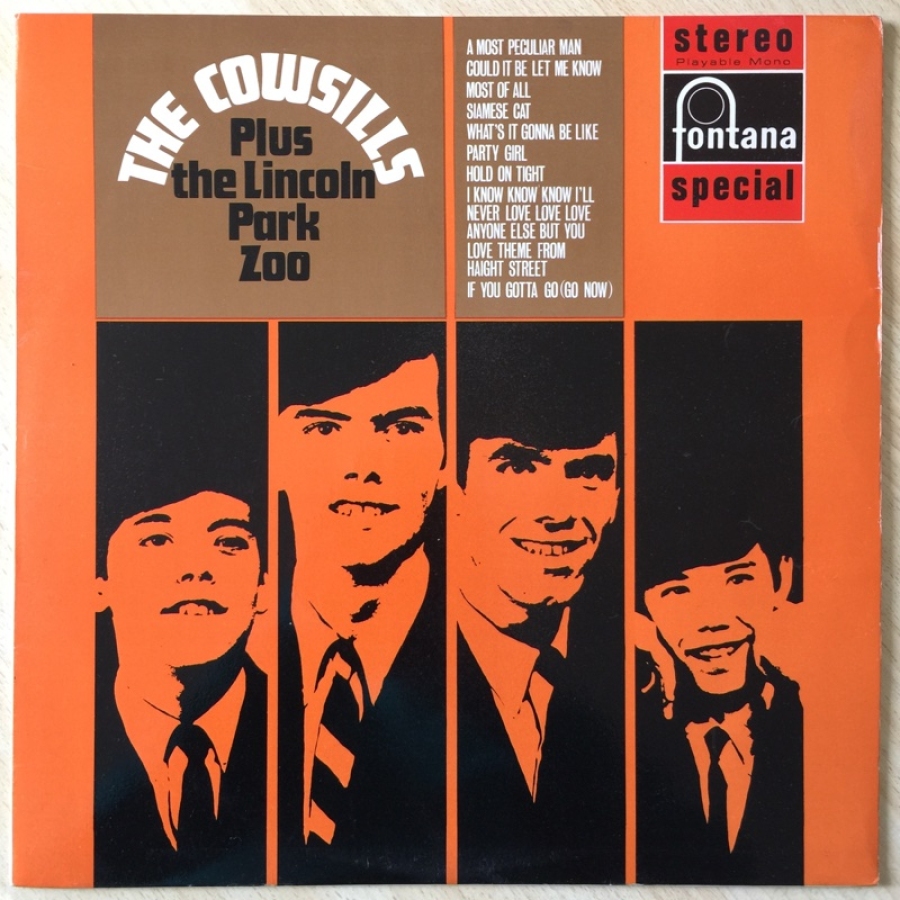 THE COWSILLS
Plus
the Lincoln
Park
Zoo
A MOST PECULIAR MAN
COULD IT BE LET ME KNOW
MOST OF ALL
SIAMESE CAT
WHAT'S IT GONNA BE LIKE
PARTY GIRL
HOLD ON TIGHT
I KNOW KNOW KNOW I'LL
NEVER LOVE LOVE LOVE
ANYONE ELSE BUT YOU
LOVE THEME FROM
HAIGHT STREET
IF YOU GOTTA GO (GO NOW)
stereo
Playable Mono
fontana
special